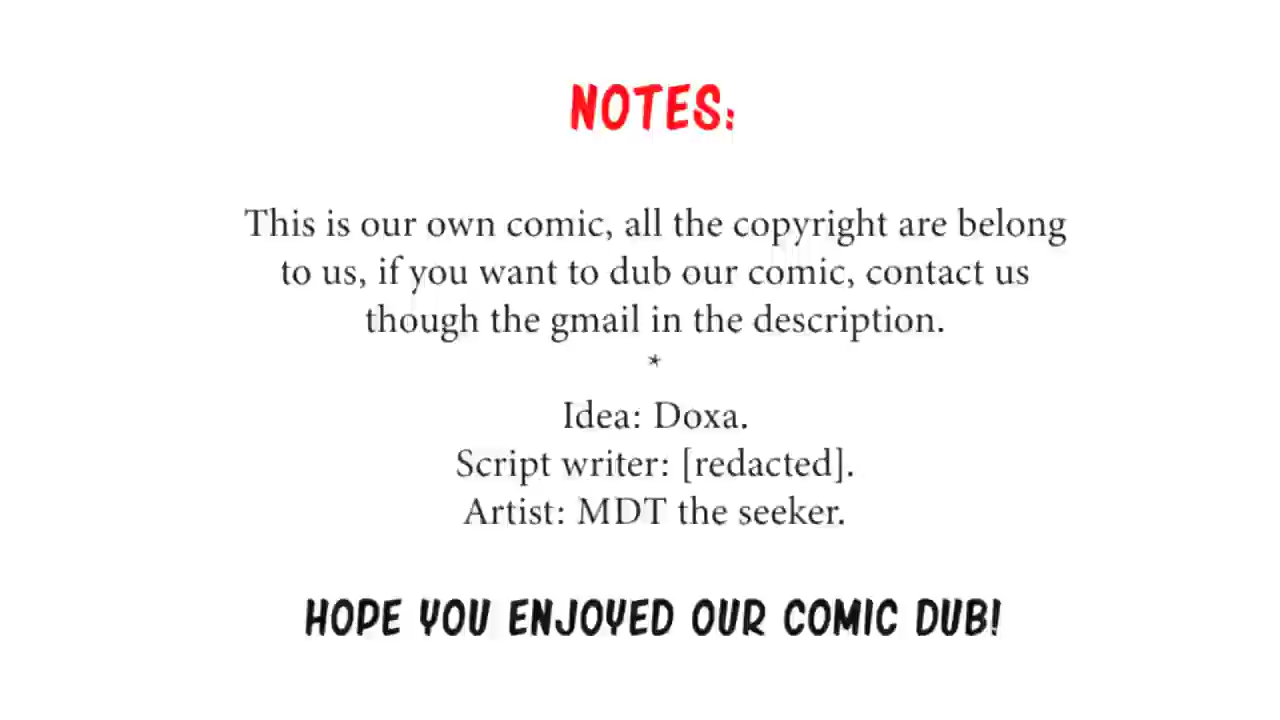 NOTES:
This is our own comic, all the copyright are belong
to us, if you want to dub our comic, contact us
though the gmail in the description.
*
Idea: Doxa.
Script writer: [redacted].
Artist: MDT the seeker.
HOPE YOU ENJOYED OUR COMIC DUB!